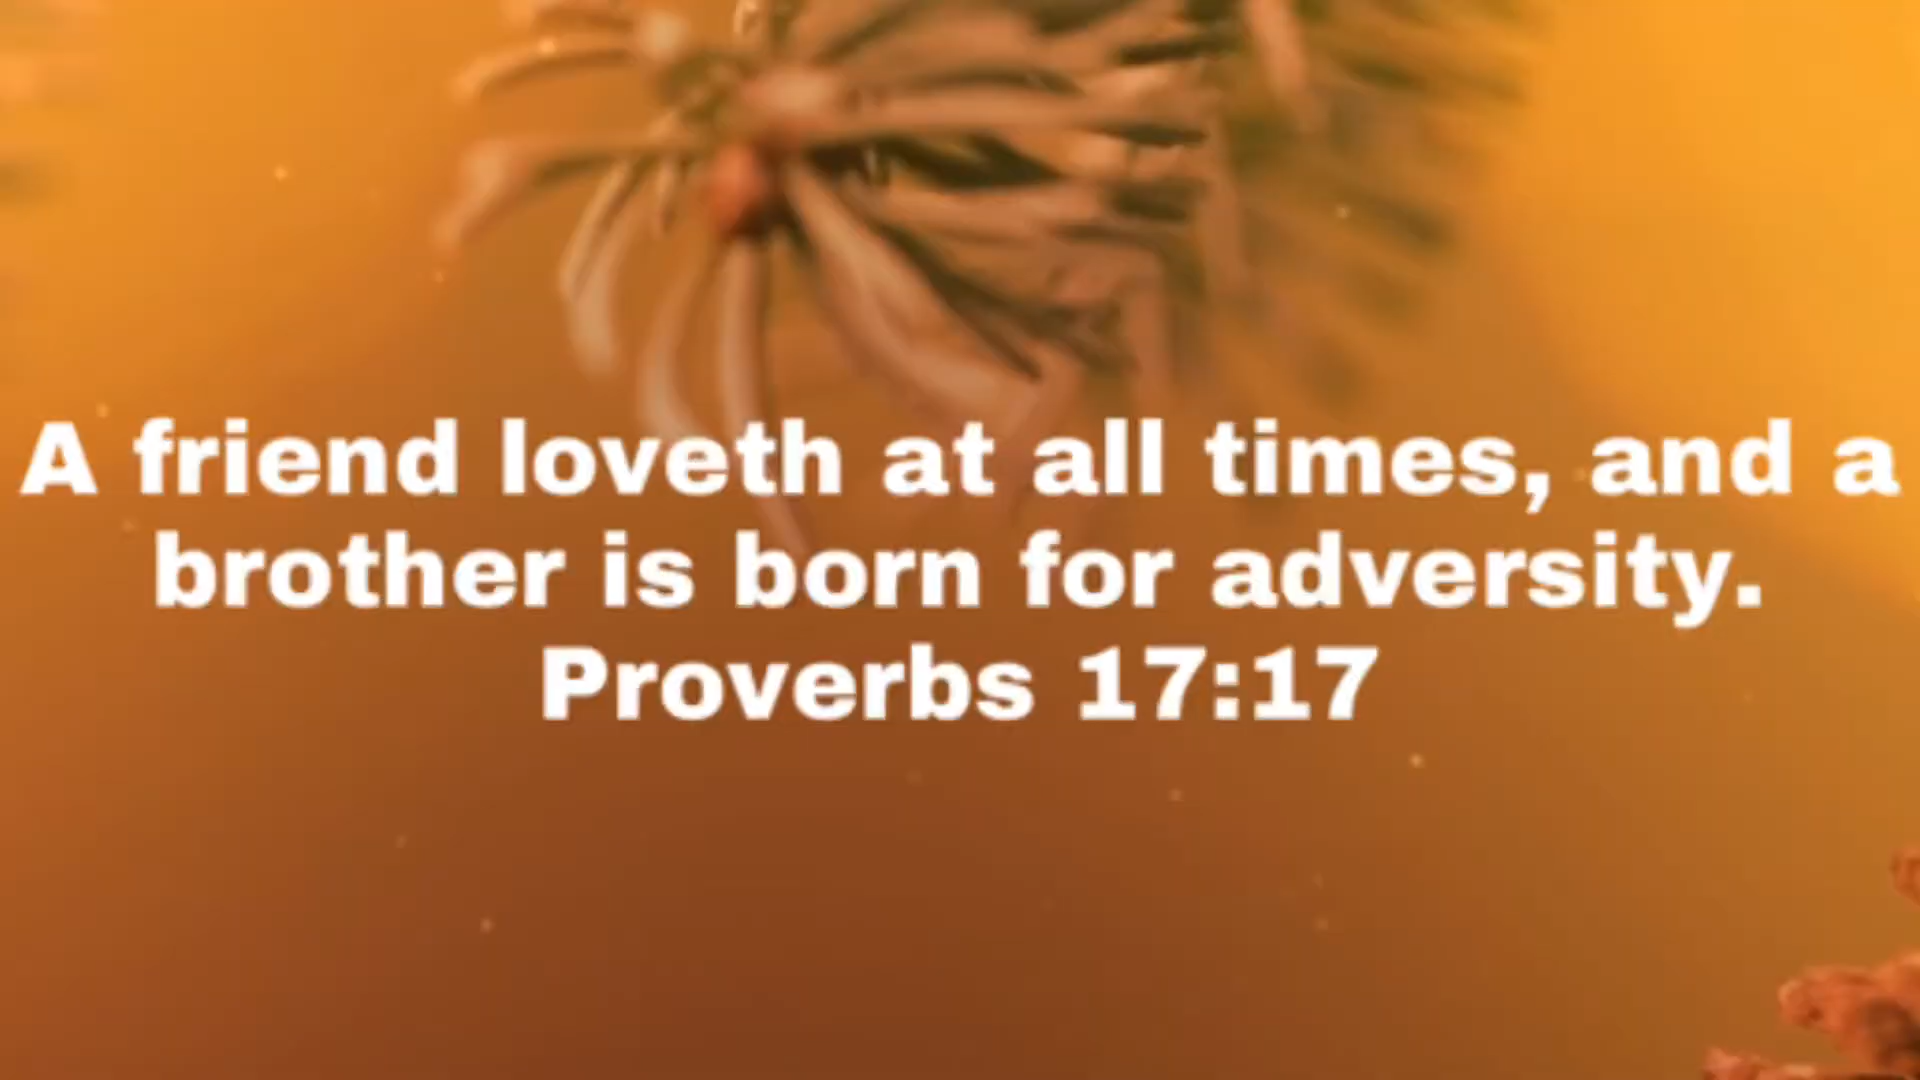 A friend loveth at all times, and a
brother is born for adversity.
Proverbs 17:17